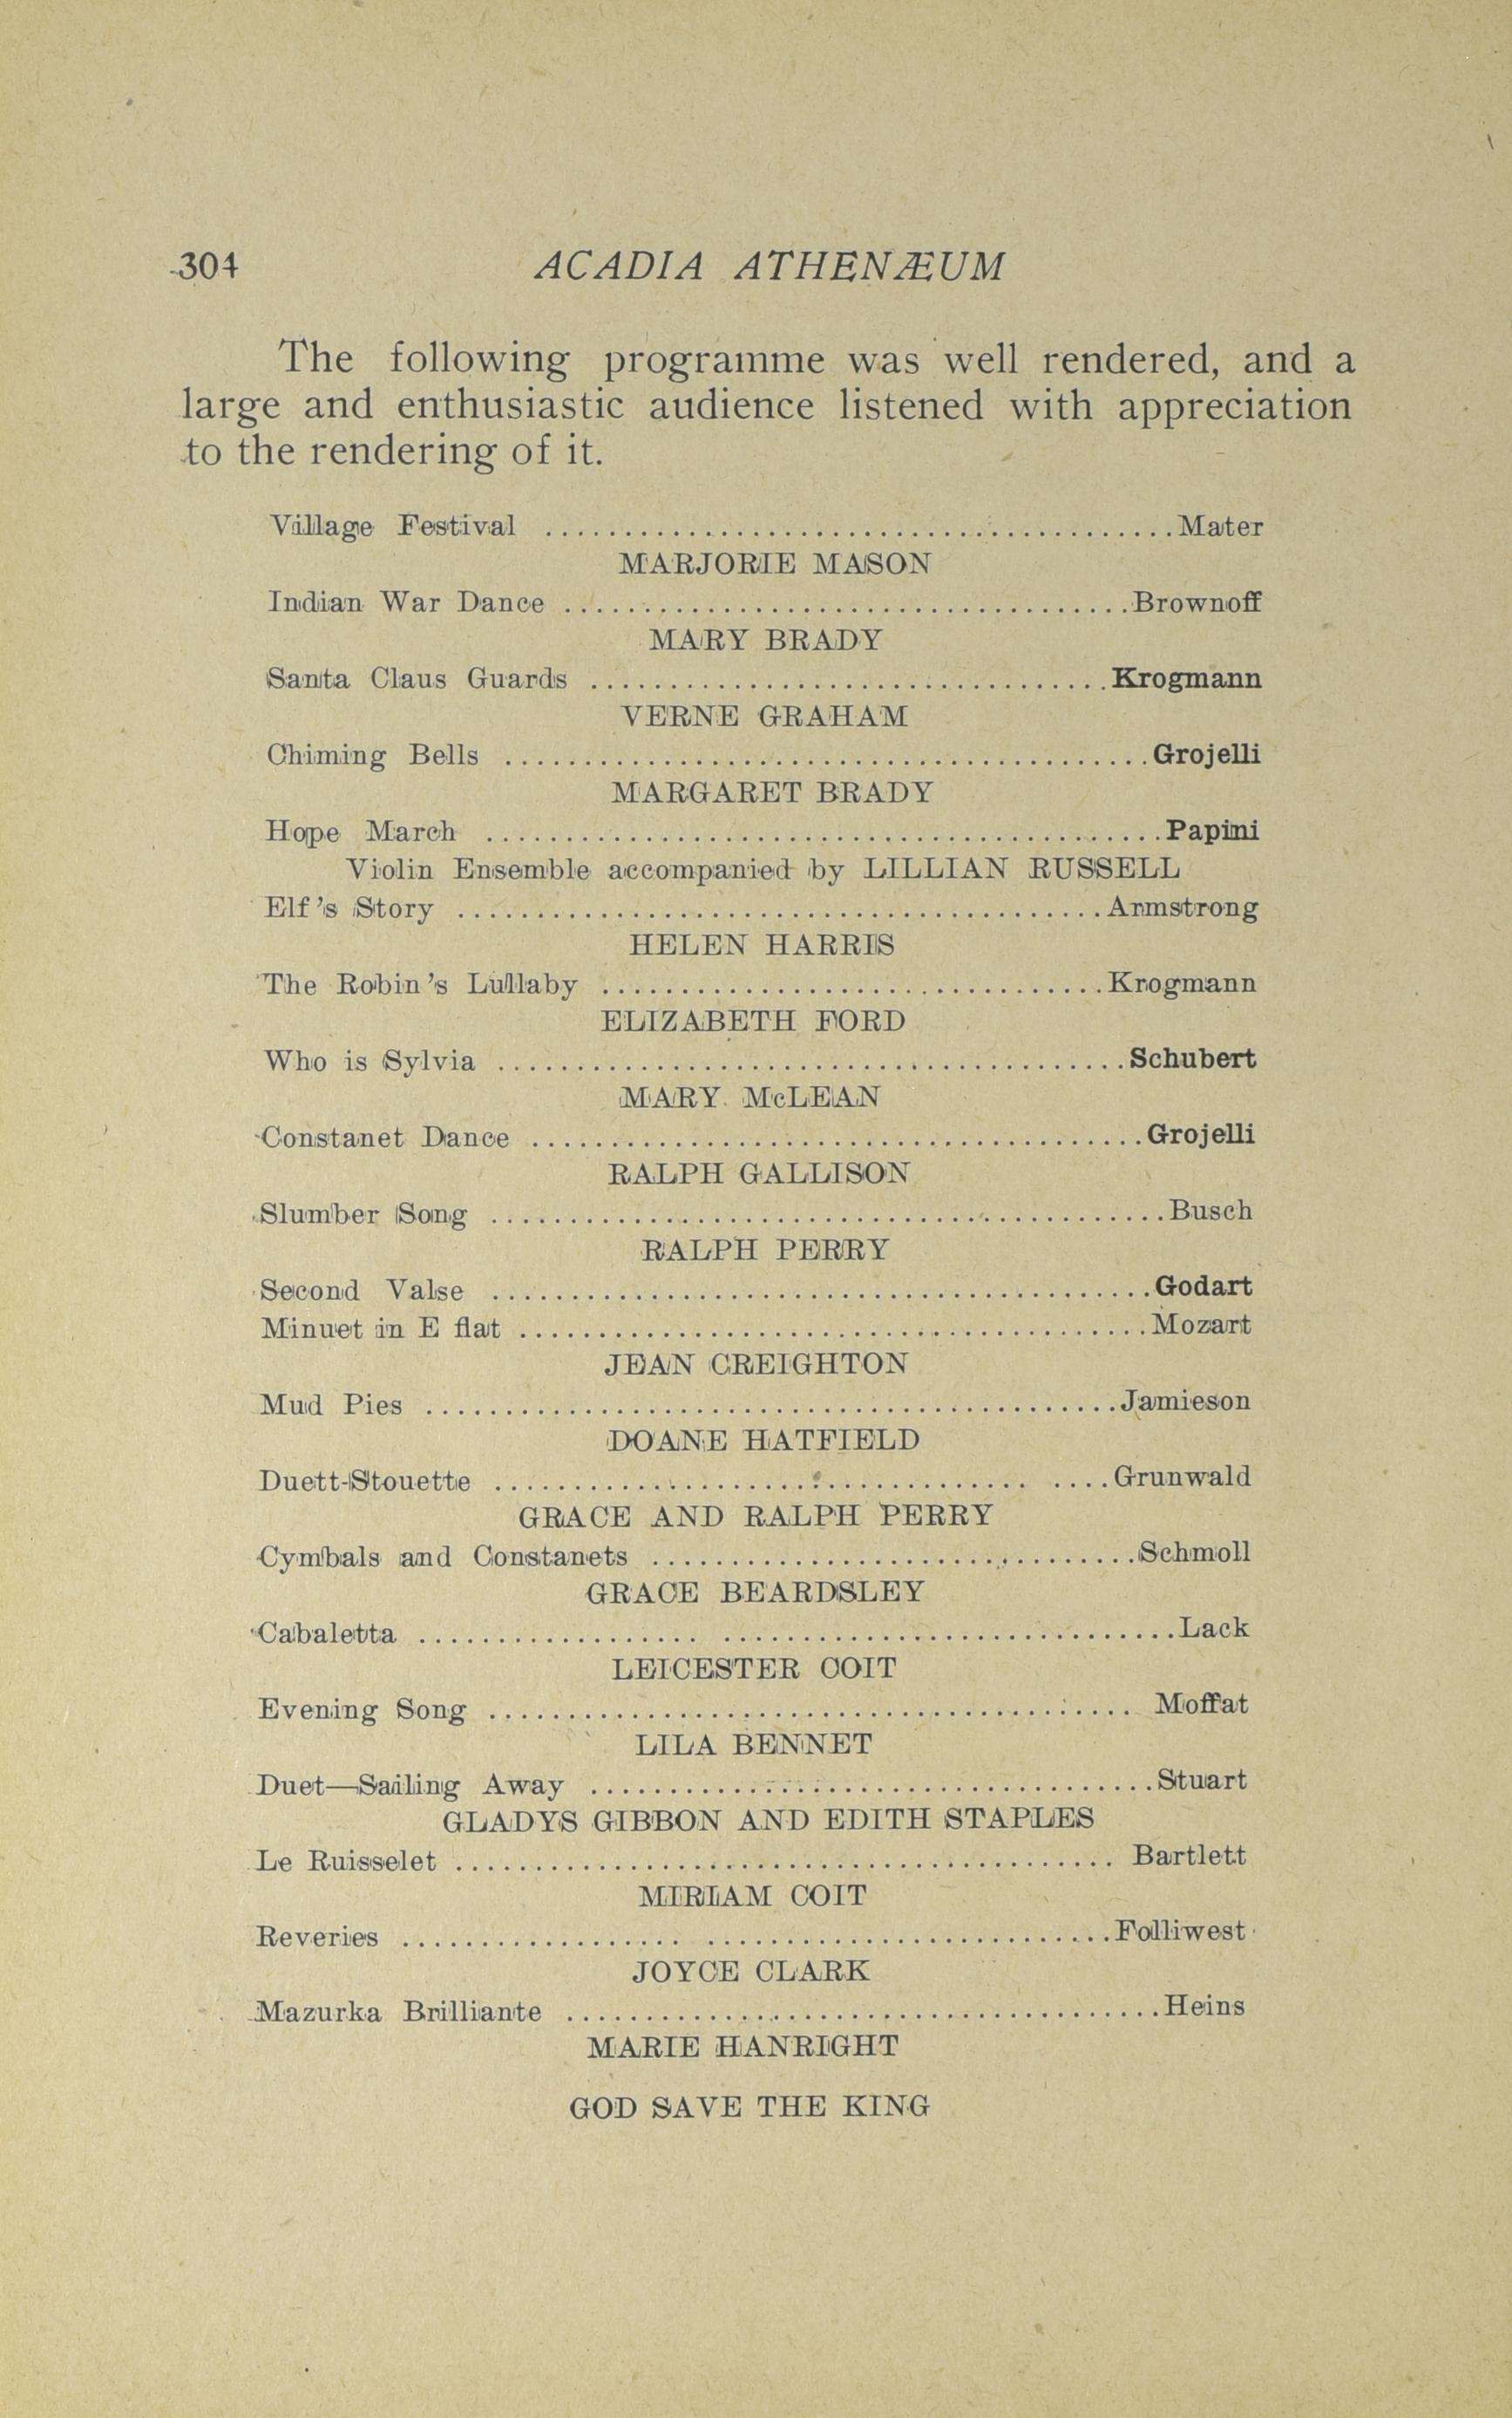 304 ACADIA ATHENÆUM
The following programme was well rendered, and a
large and enthusiastic audience listened with appreciation
to the rendering of it.
Village Festival ........................................ Mater
MARJORIE MASON
Indian War Dance .................................... Brownoff
MARY BRADY
Santa Claus Guards ................................. Krogmann
VERNE GRAHAM
Chiming Bells ......................................... Grojelli
MARGARET BRADY
Hope March ........................................... Papini
Violin Ensemble accompanied by LILLIAN RUSSELL
Elf's Story ......................................... Armstrong
HELEN HARRIS
The Robin's Lullaby ................................ Krogmann
ELIZABETH FORD
Who is Sylvia ........................................ Schubert
MARY McLEAN
Constanet Dance ....................................... Grojelli
RALPH GALLISON
Slumber Song ........................................... Busch
RALPH PERRY
Second Valse .......................................... Godart
Minuet in E flat ........................................ Mozart
JEAN CREIGHTON
Mud Pies ............................................ Jamieson
DOANE HATFIELD
Duett-Stouette .................................. .... Grunwald
GRACE AND RALPH PERRY
Cymbals and Constanets ............................... Schmoll
GRACE BEARDSLEY
Cabaletta .................. ............................. Lack
LEICESTER COIT
Evening Song ......................................... Moffat
LILA BENNET
Duet—Sailing Away .................................... Stuart
GLADYS GIBBON AND EDITH STAPLES
Le Ruisselet .......................................... Bartlett
MIRIAM COIT
Reveries .................. .......................... Folliwest
JOYCE CLARK
Mazurka Brilliante ...................................... Heins
MARIE HANRIGHT
GOD SAVE THE KING